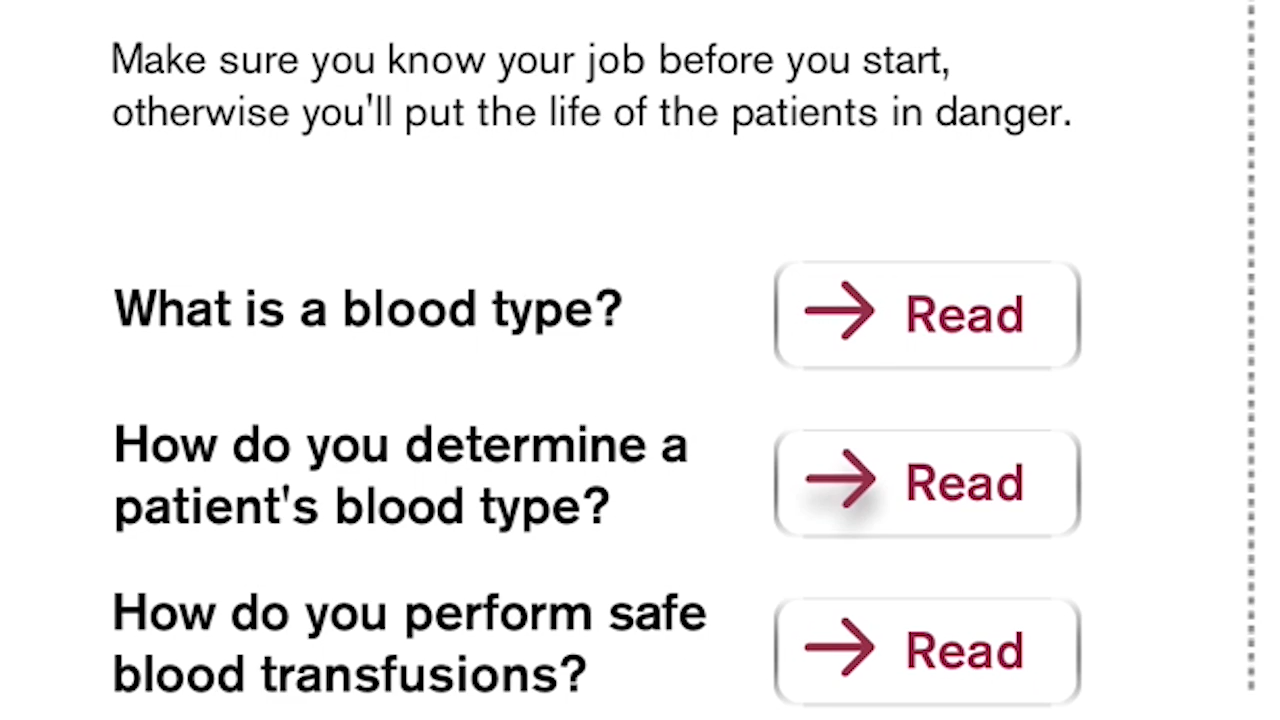 Make sure you know your job before you start,
otherwise you'll put the life of the patients in danger.
What is a blood type?
Read
How do you determine a
patient's blood type?
Read
How do you perform safe
blood transfusions?
Read